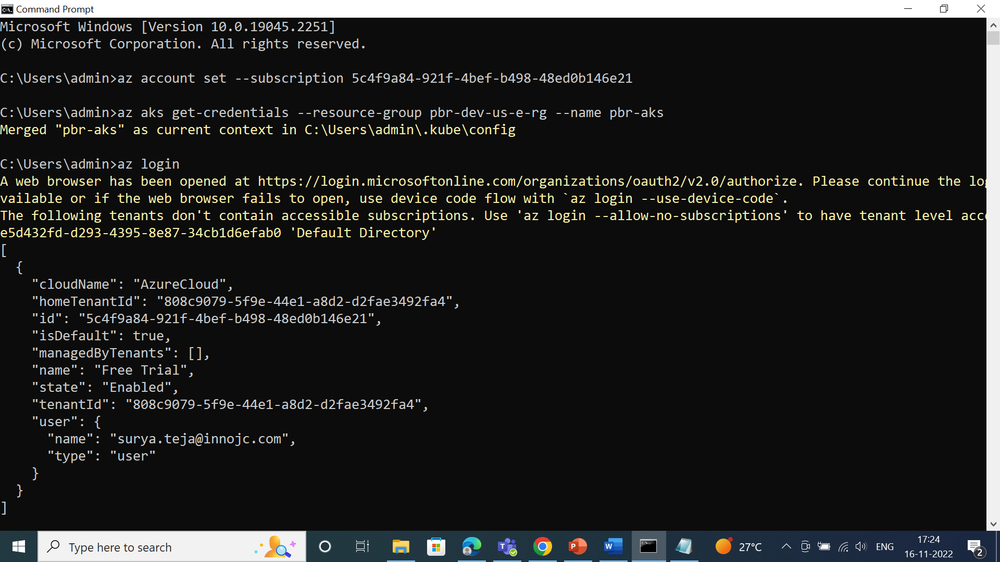 Command Prompt
Microsoft Windows [Version 10.0.19045.2251]
(c) Microsoft Corporation. All rights reserved.
C:\Users\admin>az account set --subscription 5c4f9a84-921f-4bef-b498-48ed0b146e21
C:\Users\admin>az aks get-credentials --resource-group pbr-dev-us-e-rg --name pbr-aks
Merged "pbr-aks" as current context in C:\Users\admin\.kube\config
C:\Users\admin>az login
A web browser has been opened at https://login.microsoftonline.com/organizations/oauth2/v2.0/authorize. Please continue the log
vailable or if the web browser fails to open, use device code flow with `az login --use-device-code`.
The following tenants don't contain accessible subscriptions. Use 'az login --allow-no-subscriptions' to have tenant level acc
e5d432fd-d293-4395-8e87-34cb1d6efab0 'Default Directory'
[
  {
    "cloudName": "AzureCloud",
    "homeTenantId": "808c9079-5f9e-44e1-a8d2-d2fae3492fa4",
    "id": "5c4f9a84-921f-4bef-b498-48ed0b146e21",
    "isDefault": true,
    "managedByTenants": [],
    "name": "Free Trial",
    "state": "Enabled",
    "tenantId": "808c9079-5f9e-44e1-a8d2-d2fae3492fa4",
    "user": {
      "name": "surya.teja@innojc.com",
      "type": "user"
    }
  }
]
Type here to search
27°C
ENG
17:24
16-11-2022
2